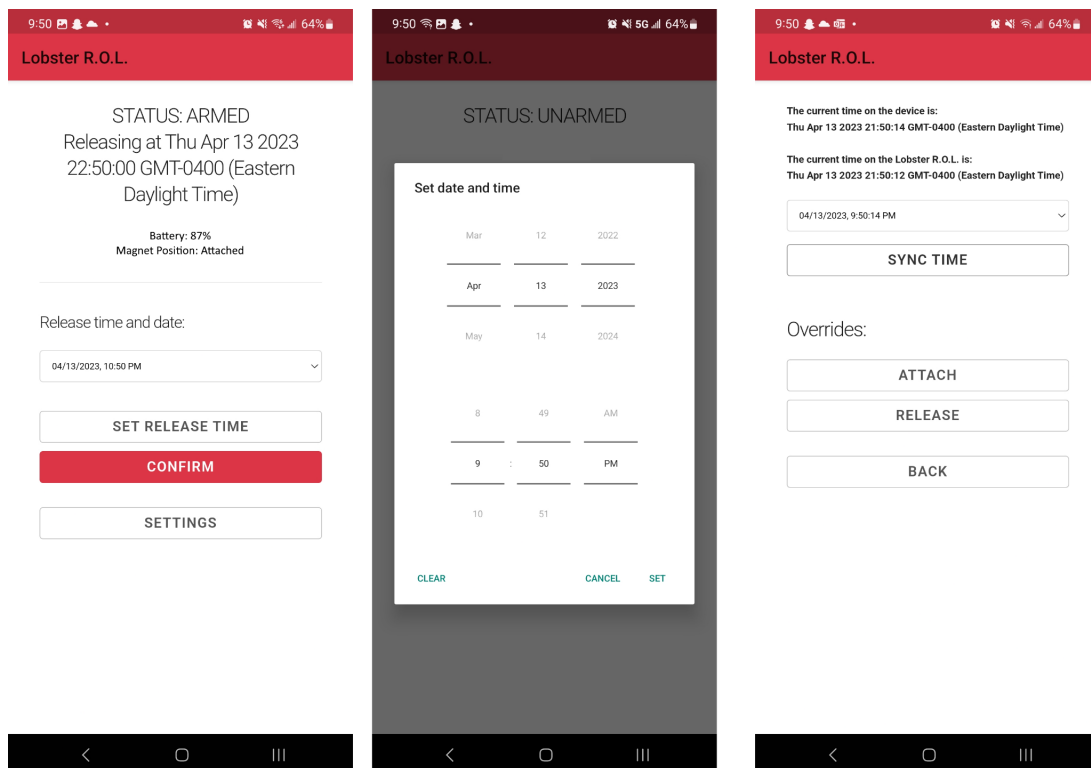 9:50
64%
Lobster R.O.L.
STATUS: ARMED
Releasing at Thu Apr 13 2023
22:50:00 GMT-0400 (Eastern
Daylight Time)
Battery: 87%
Magnet Position: Attached
Release time and date:
04/13/2023, 10:50 PM
SET RELEASE TIME
CONFIRM
SETTINGS
9:50
5G 64%
Lobster R.O.L.
STATUS: UNARMED
Set date and time
Mar 12 2022
Apr 13 2023
May 14 2024
8 49 AM
9 : 50 PM
10 51
CLEAR CANCEL SET
9:50
64%
Lobster R.O.L.
The current time on the device is:
Thu Apr 13 2023 21:50:14 GMT-0400 (Eastern Daylight Time)
The current time on the Lobster R.O.L. is:
Thu Apr 13 2023 21:50:12 GMT-0400 (Eastern Daylight Time)
04/13/2023, 9:50:14 PM
SYNC TIME
Overrides:
ATTACH
RELEASE
BACK